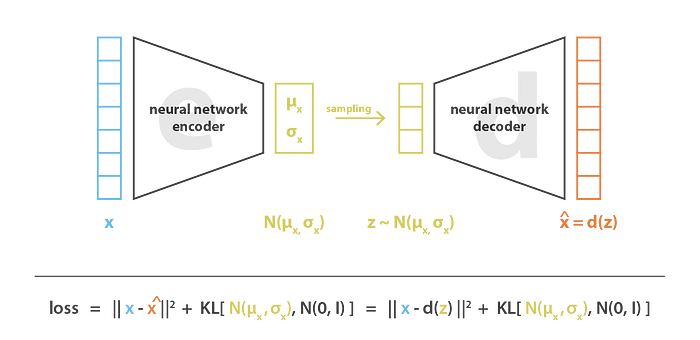 e
neural network
encoder
μₓ
σₓ
sampling
d
neural network
decoder
x
N(μₓ, σₓ)
z ~ N(μₓ, σₓ)
x̂ = d(z)
loss = || x - x̂ ||² + KL[ N(μₓ, σₓ), N(0, I) ] = || x - d(z) ||² + KL[ N(μₓ, σₓ), N(0, I) ]